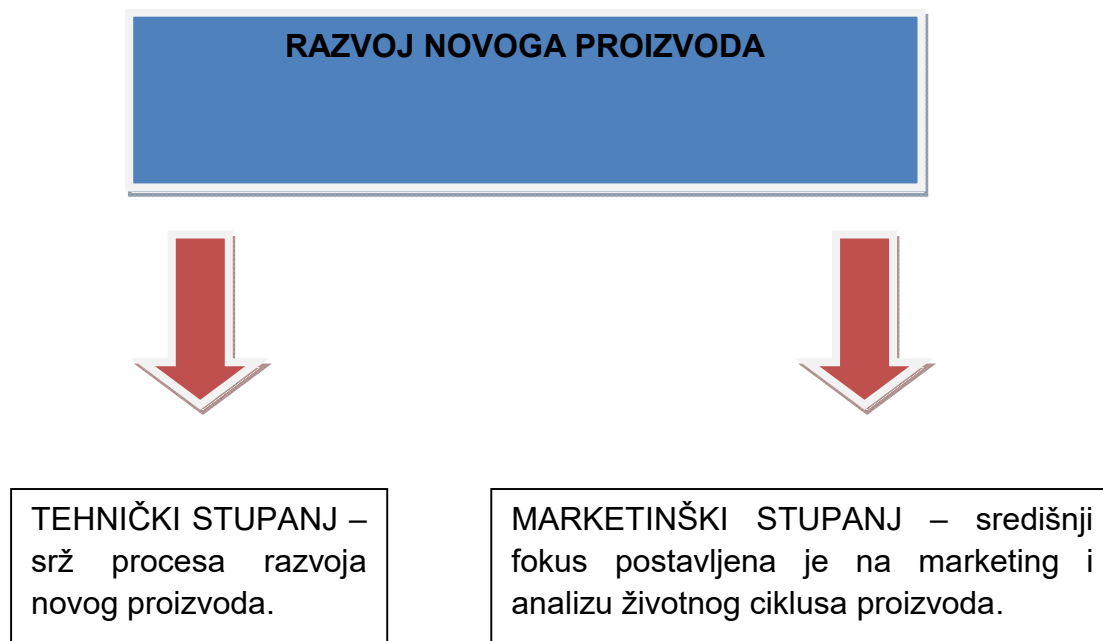 RAZVOJ NOVOGA PROIZVODA
TEHNIČKI STUPANJ –
srž procesa razvoja
novog proizvoda.
MARKETINŠKI STUPANJ – središnji
fokus postavljena je na marketing i
analizu životnog ciklusa proizvoda.